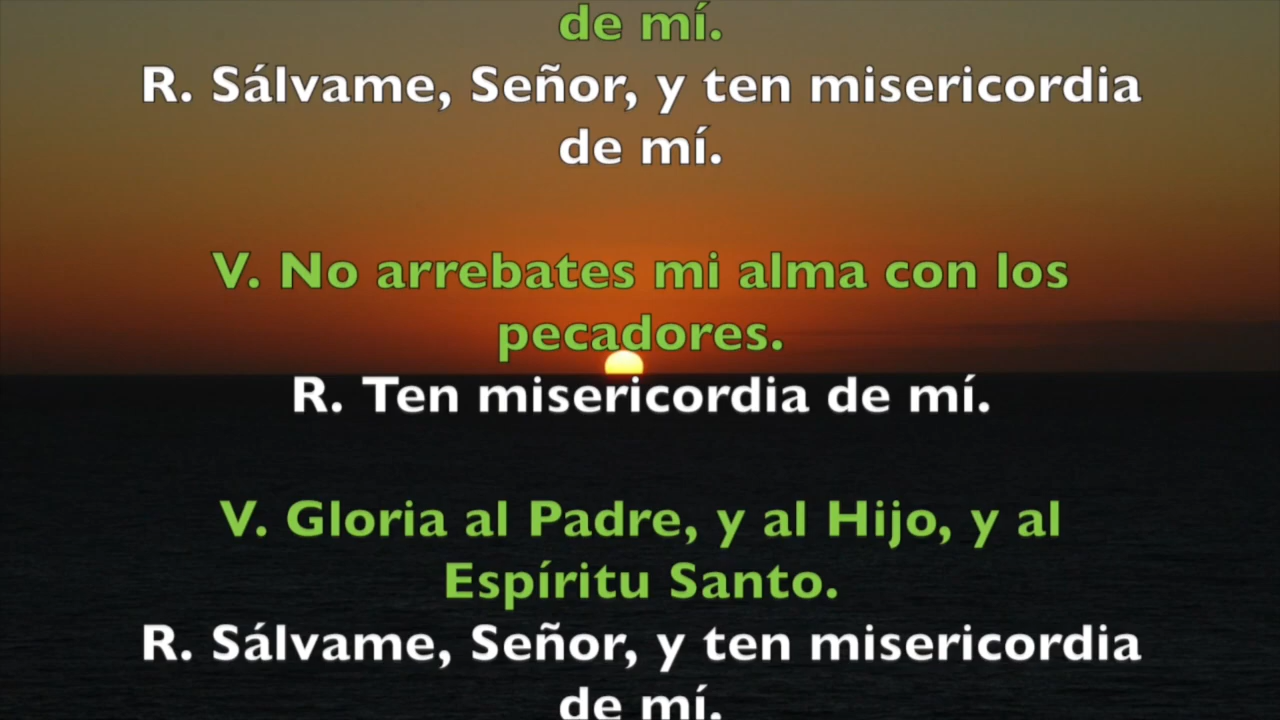 de mí.
R. Sálvame, Señor, y ten misericordia
de mí.
V. No arrebates mi alma con los
pecadores.
R. Ten misericordia de mí.
V. Gloria al Padre, y al Hijo, y al
Espíritu Santo.
R. Sálvame, Señor, y ten misericordia
de mí.